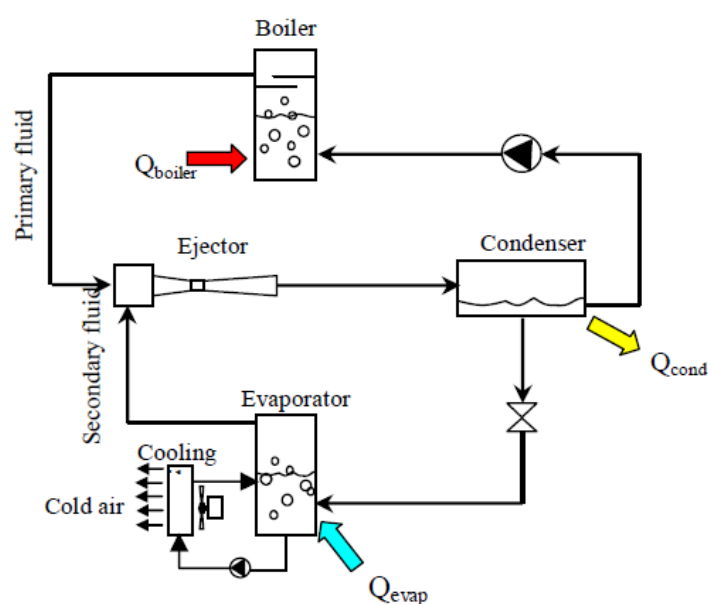 Boiler
Primary fluid
Qboiler
Ejector
Condenser
Secondary fluid
Qcond
Evaporator
Cooling
Cold air
Qevap